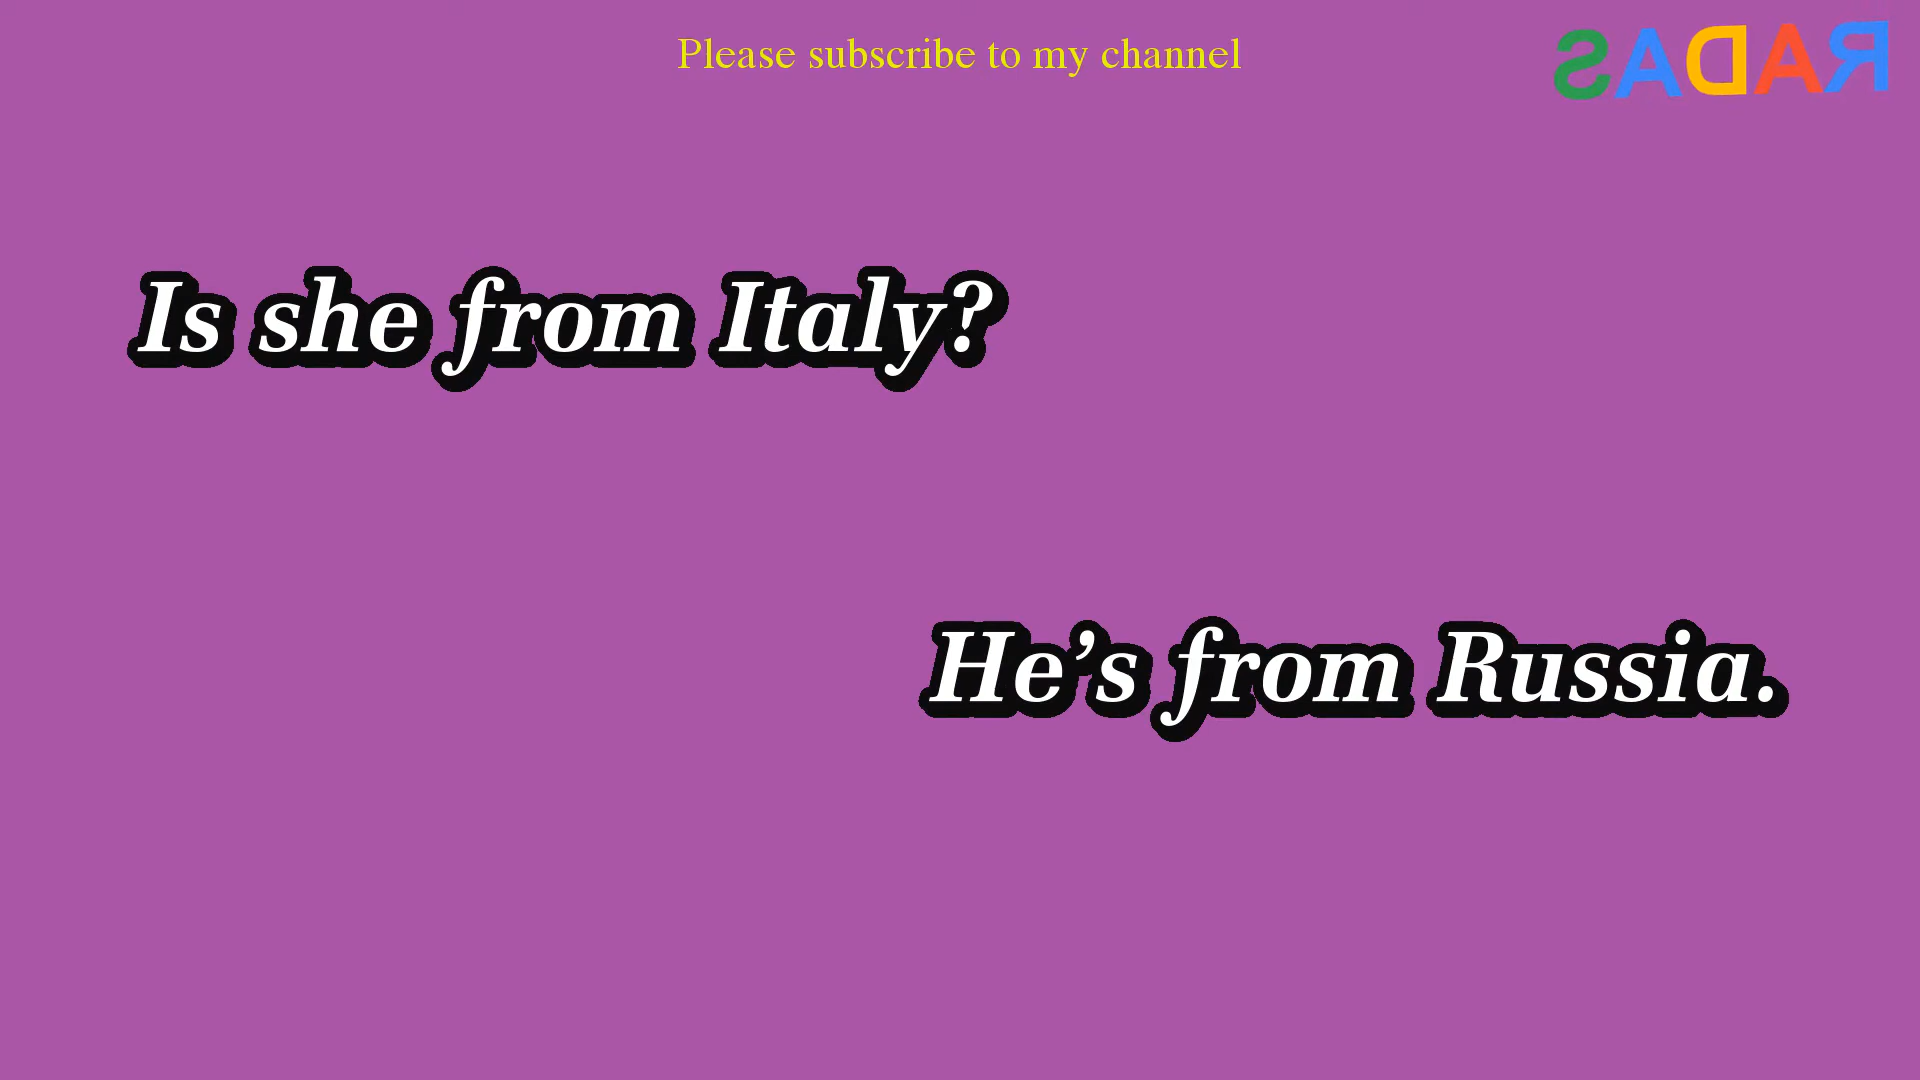 Please subscribe to my channel
RADAS
Is she from Italy?
He’s from Russia.